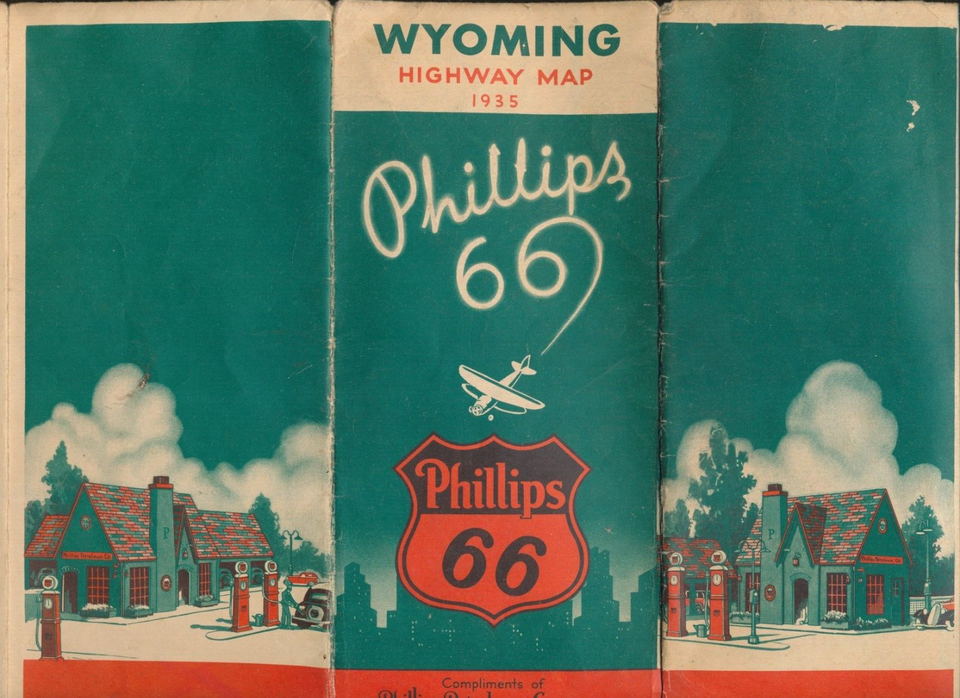 WYOMING
HIGHWAY MAP
1935
Phillips
66
Phillips
66
P
P
Compliments of